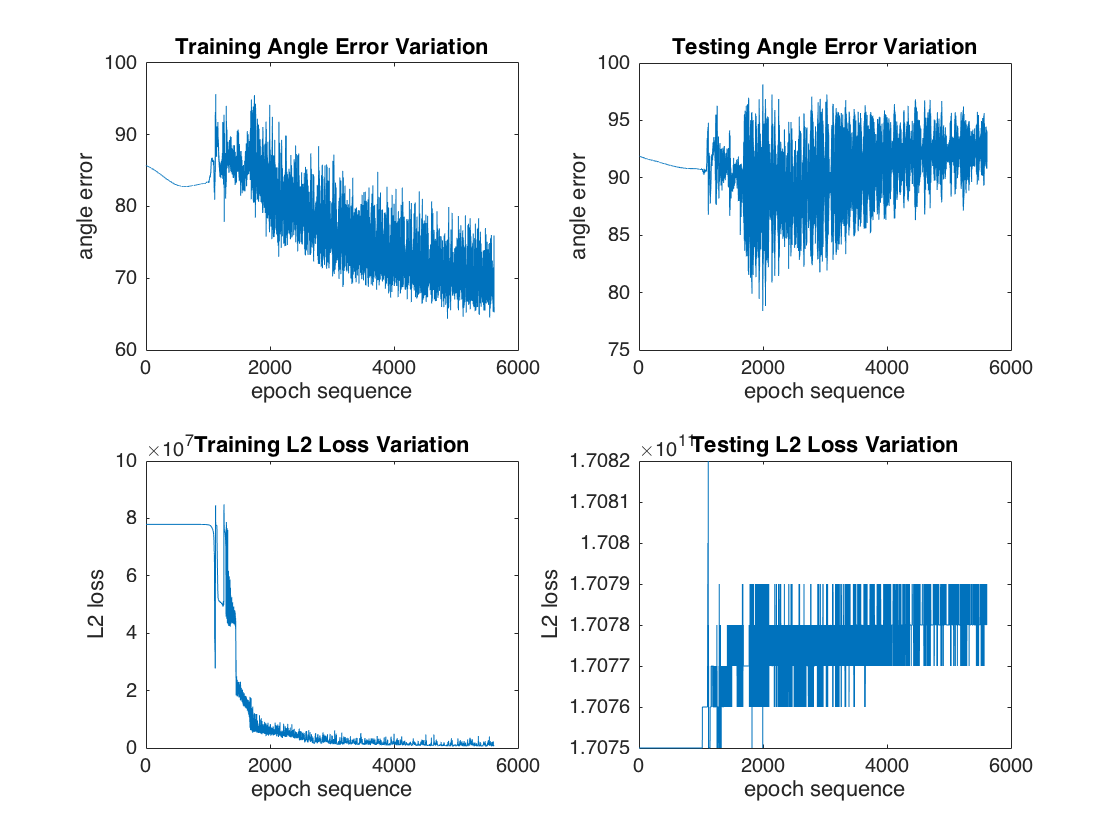 Training Angle Error Variation
100
90
80
70
60
angle error
0 2000 4000 6000
epoch sequence
Testing Angle Error Variation
100
95
90
85
80
75
angle error
0 2000 4000 6000
epoch sequence
×10^7 Training L2 Loss Variation
10
8
6
4
2
0
L2 loss
0 2000 4000 6000
epoch sequence
×10^11 Testing L2 Loss Variation
1.7082
1.7081
1.708
1.7079
1.7078
1.7077
1.7076
1.7075
L2 loss
0 2000 4000 6000
epoch sequence